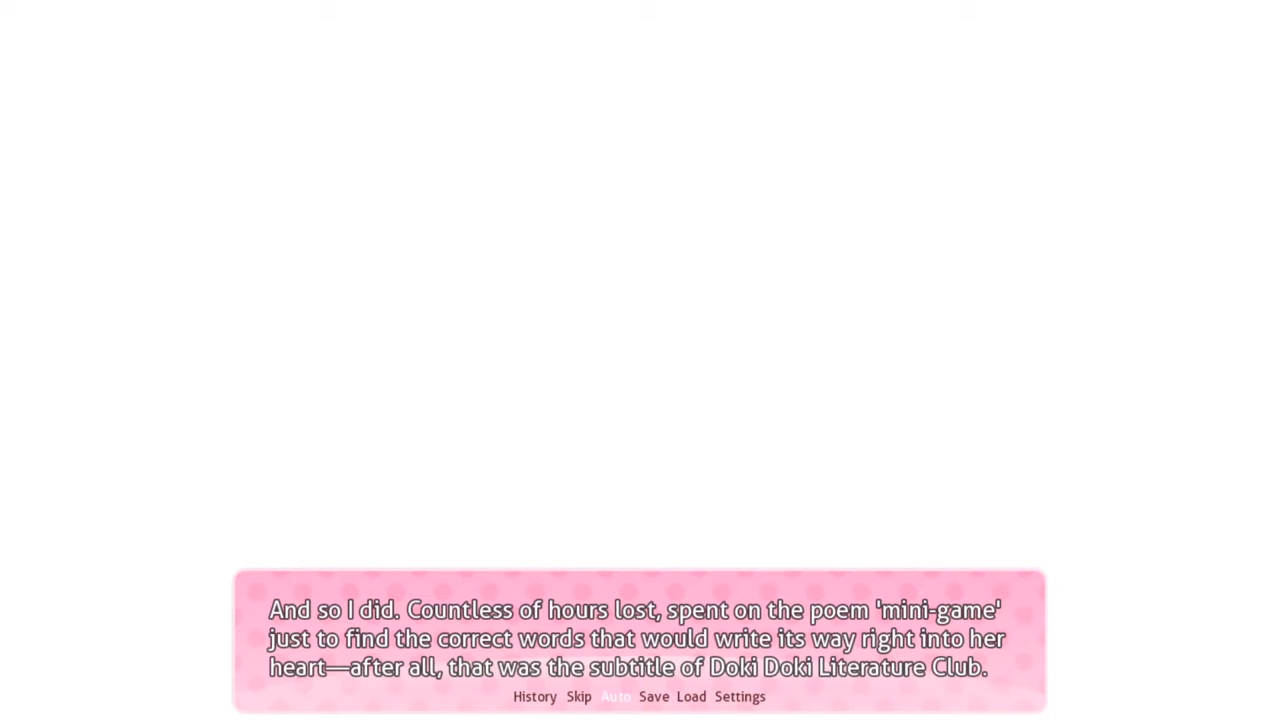 And so I did. Countless of hours lost, spent on the poem 'mini-game'
just to find the correct words that would write its way right into her
heart—after all, that was the subtitle of Doki Doki Literature Club.
History Skip Auto Save Load Settings